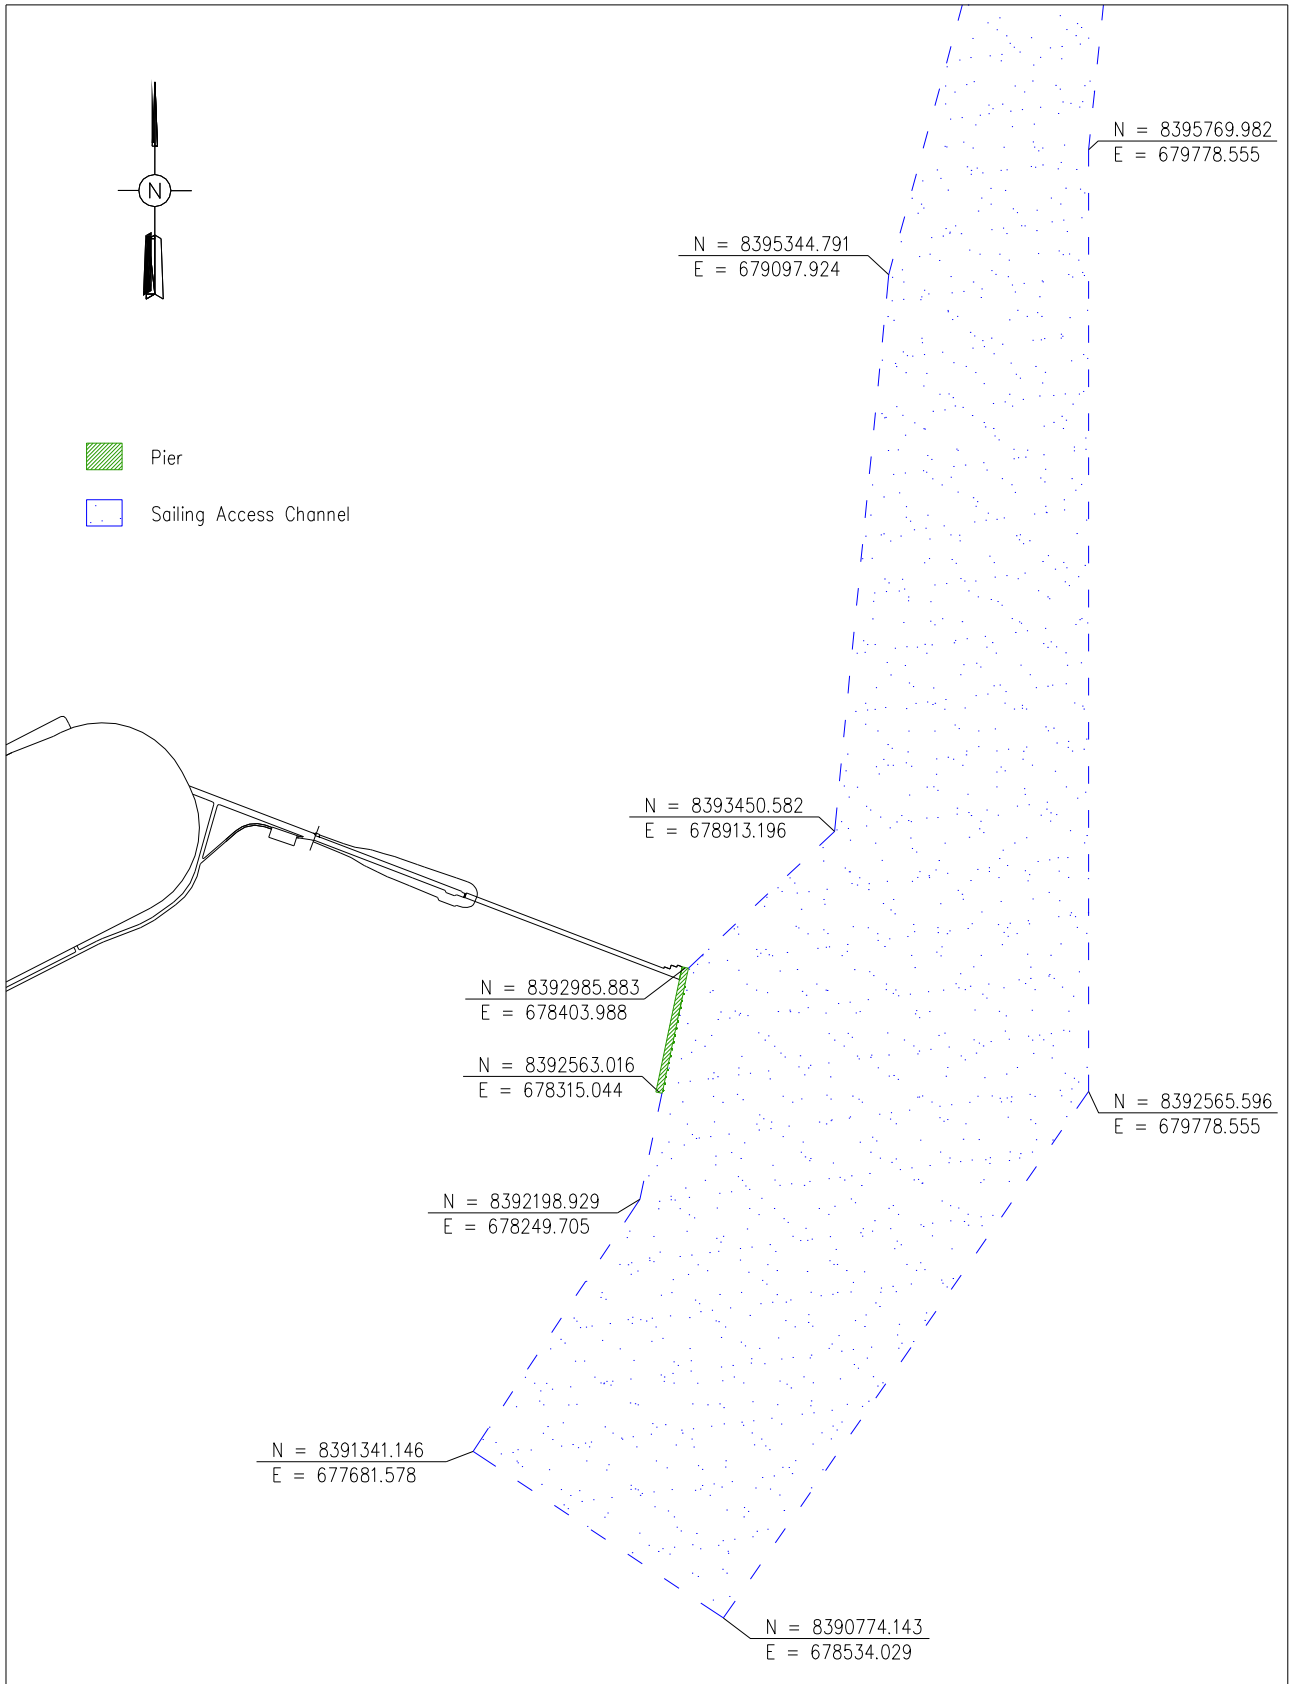 N = 8395769.982
E = 679778.555
N
N = 8395344.791
E = 679097.924
Pier
Sailing Access Channel
N = 8393450.582
E = 678913.196
N = 8392985.883
E = 678403.988
N = 8392563.016
E = 678315.044
N = 8392565.596
E = 679778.555
N = 8392198.929
E = 678249.705
N = 8391341.146
E = 677681.578
N = 8390774.143
E = 678534.029